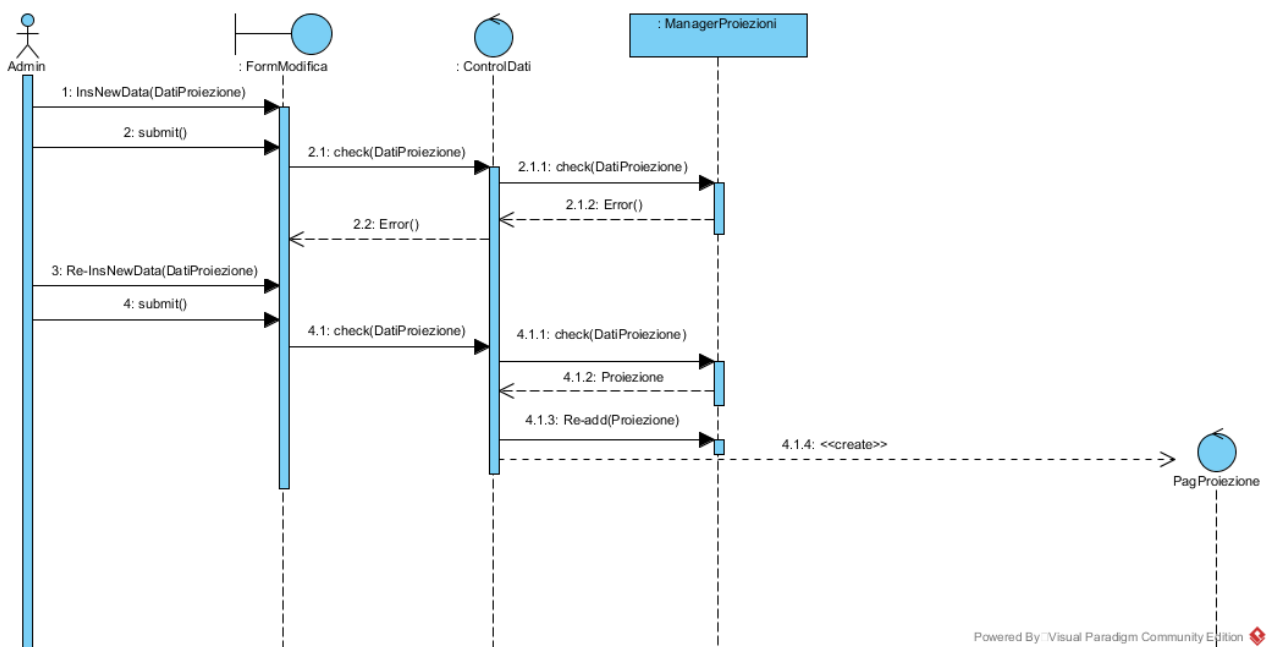 : ManagerProiezioni
Admin
: FormModifica
: ControlDati
1: InsNewData(DatiProiezione)
2: submit()
2.1: check(DatiProiezione)
2.1.1: check(DatiProiezione)
2.1.2: Error()
2.2: Error()
3: Re-InsNewData(DatiProiezione)
4: submit()
4.1: check(DatiProiezione)
4.1.1: check(DatiProiezione)
4.1.2: Proiezione
4.1.3: Re-add(Proiezione)
4.1.4: <<create>>
PagProiezione
Powered By Visual Paradigm Community Edition